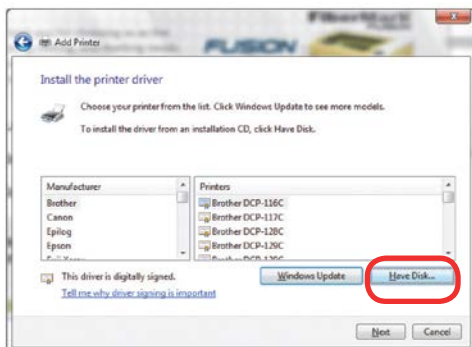 FiberMark
FUSION
Add Printer
Install the printer driver
Choose your printer from the list. Click Windows Update to see more models.
To install the driver from an installation CD, click Have Disk.
Manufacturer
Printers
Brother
Canon
Epilog
Epson
Brother DCP-116C
Brother DCP-117C
Brother DCP-128C
Brother DCP-129C
This driver is digitally signed.
Tell me why driver signing is important
Windows Update
Have Disk...
Next
Cancel